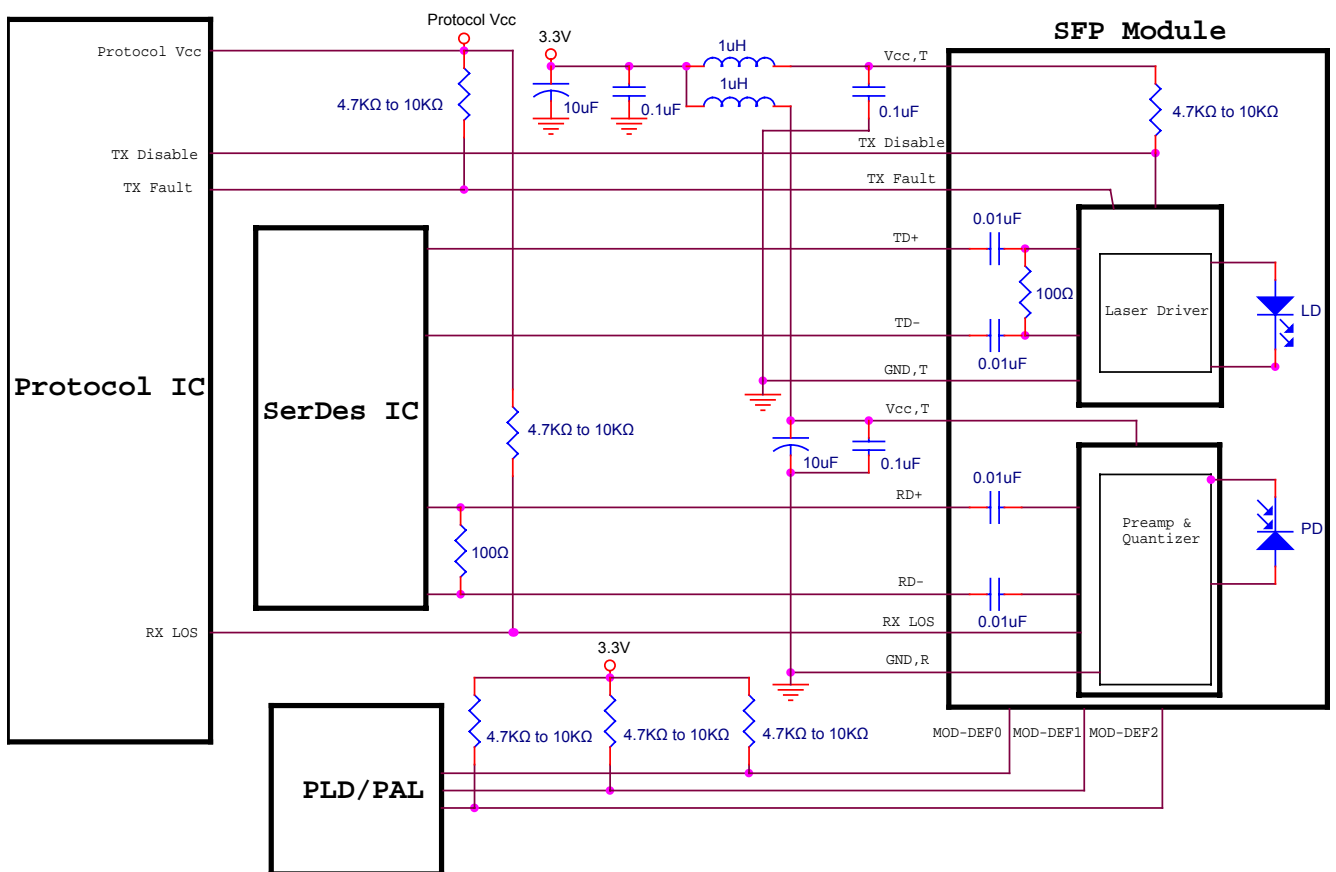 Protocol Vcc
SFP Module
3.3V
1uH
Vcc,T
Protocol Vcc
4.7KΩ to 10KΩ
10uF
0.1uF
1uH
0.1uF
4.7KΩ to 10KΩ
TX Disable
TX Disable
TX Fault
TX Fault
0.01uF
TD+
100Ω
Laser Driver
LD
TD-
0.01uF
GND,T
Protocol IC
SerDes IC
Vcc,T
4.7KΩ to 10KΩ
10uF
0.1uF
0.01uF
RD+
Preamp &
Quantizer
PD
100Ω
RD-
0.01uF
RX LOS
RX LOS
GND,R
3.3V
4.7KΩ to 10KΩ
4.7KΩ to 10KΩ
4.7KΩ to 10KΩ
MOD-DEF0
MOD-DEF1
MOD-DEF2
PLD/PAL